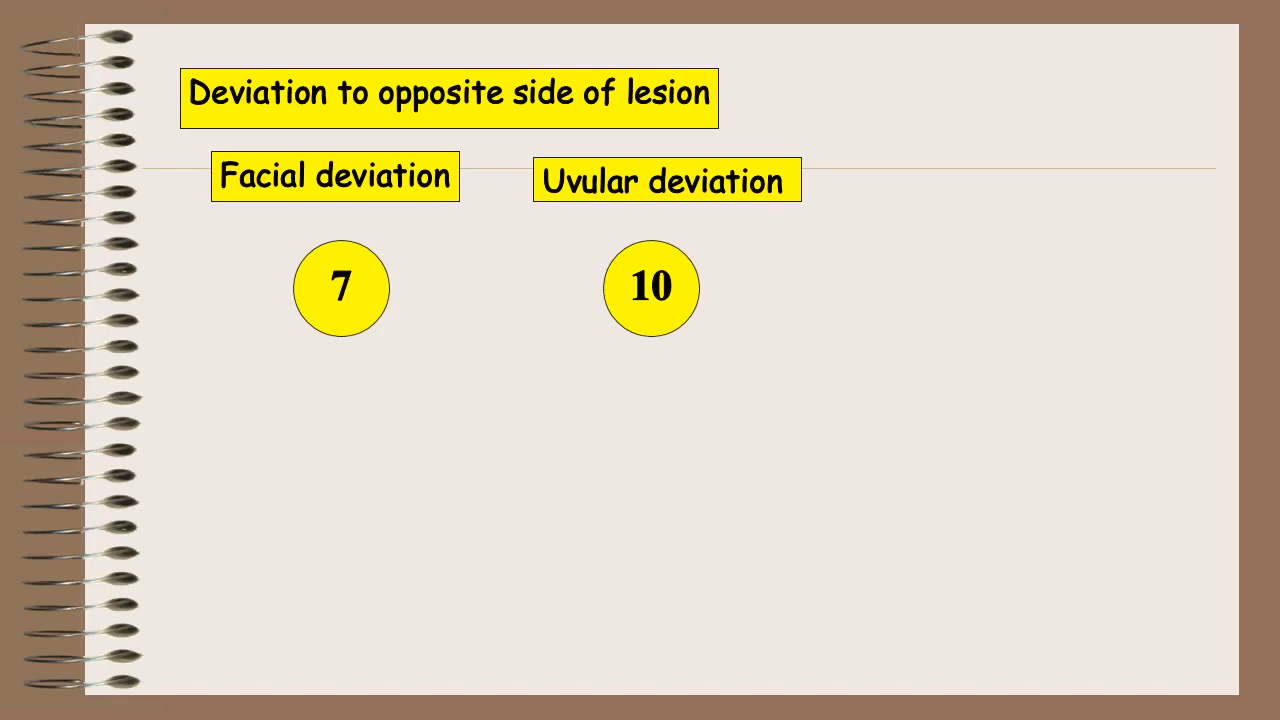 Deviation to opposite side of lesion
Facial deviation
Uvular deviation
7
10